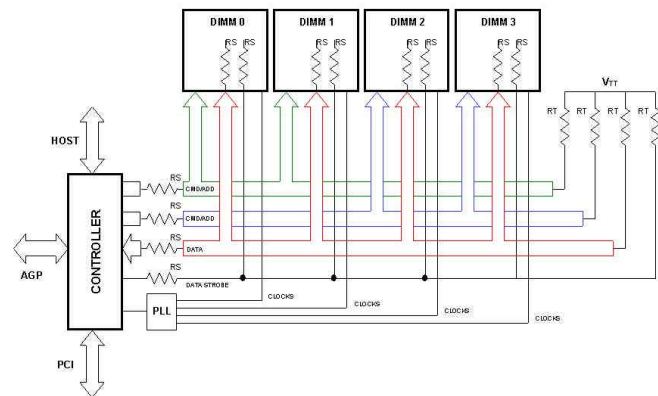 DIMM 0 DIMM 1 DIMM 2 DIMM 3
RS RS RS RS RS RS RS RS
VTT
RT RT RT RT
HOST
RS
CMD/ADD
RS
CMD/ADD
CONTROLLER
RS
DATA
AGP
RS
DATA STROBE
CLOCKS
PLL
CLOCKS
CLOCKS
CLOCKS
PCI